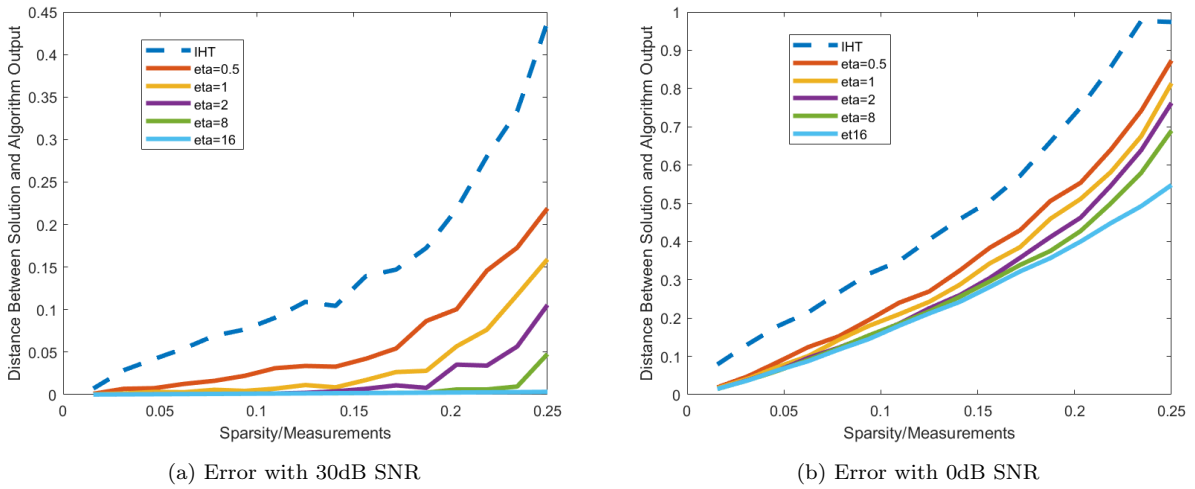 0.45
0.4
0.35
0.3
0.25
0.2
0.15
0.1
0.05
0
0
0.05
0.1
0.15
0.2
0.25
Distance Between Solution and Algorithm Output
Sparsity/Measurements
IHT
eta=0.5
eta=1
eta=2
eta=8
eta=16
(a) Error with 30dB SNR
1
0.9
0.8
0.7
0.6
0.5
0.4
0.3
0.2
0.1
0
0
0.05
0.1
0.15
0.2
0.25
Distance Between Solution and Algorithm Output
Sparsity/Measurements
IHT
eta=0.5
eta=1
eta=2
eta=8
et16
(b) Error with 0dB SNR